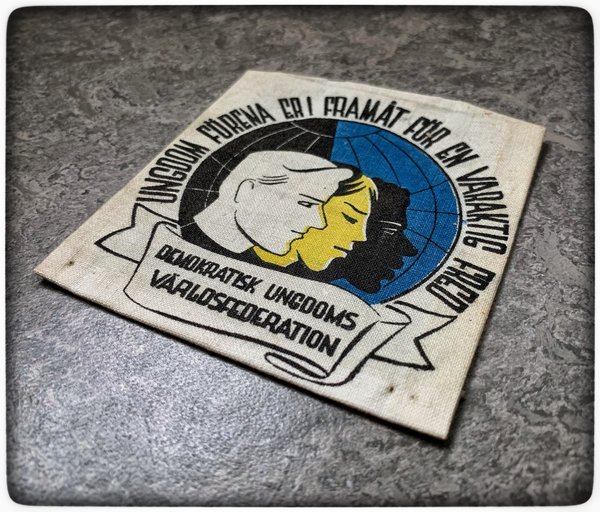 UNGDOM FÖRENA ER! FRAMÅT FÖR EN VARAKTIG FRED
DEMOKRATISK UNGDOMS
VÄRLDSFEDERATION